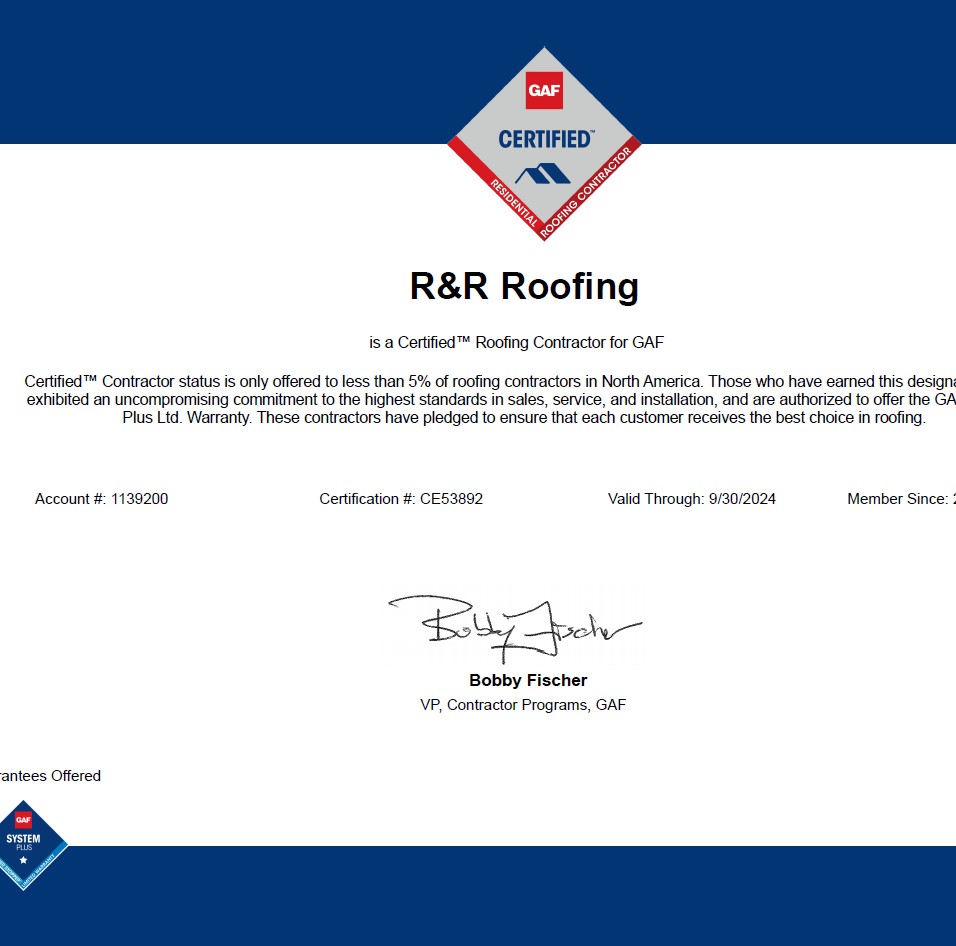 GAF
CERTIFIED™
RESIDENTIAL
ROOFING CONTRACTOR
R&R Roofing
is a Certified™ Roofing Contractor for GAF
Certified™ Contractor status is only offered to less than 5% of roofing contractors in North America. Those who have earned this designa
exhibited an uncompromising commitment to the highest standards in sales, service, and installation, and are authorized to offer the GA
Plus Ltd. Warranty. These contractors have pledged to ensure that each customer receives the best choice in roofing.
Account #: 1139200
Certification #: CE53892
Valid Through: 9/30/2024
Member Since: 2
Bobby Fischer
Bobby Fischer
VP, Contractor Programs, GAF
rantees Offered
GAF
SYSTEM
PLUS
LIMITED WARRANTY